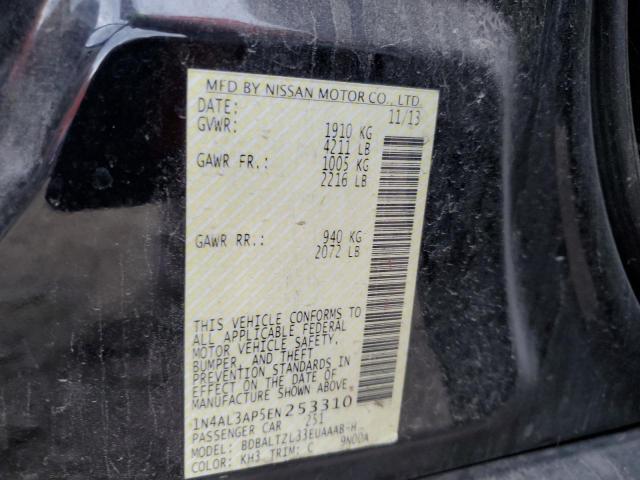 MFD BY NISSAN MOTOR CO., LTD.
DATE: 11/13
GVWR: 1910 KG
4211 LB
GAWR FR.: 1005 KG
2216 LB
GAWR RR.: 940 KG
2072 LB
THIS VEHICLE CONFORMS TO
ALL APPLICABLE FEDERAL
MOTOR VEHICLE SAFETY,
BUMPER, AND THEFT
PREVENTION STANDARDS IN
EFFECT ON THE DATE OF
MANUFACTURE SHOWN ABOVE.
1N4AL3AP5EN253310
PASSENGER CAR 251
MODEL: BDBALTZL33EUAAAB-H
COLOR: KH3 TRIM: C 9N00A